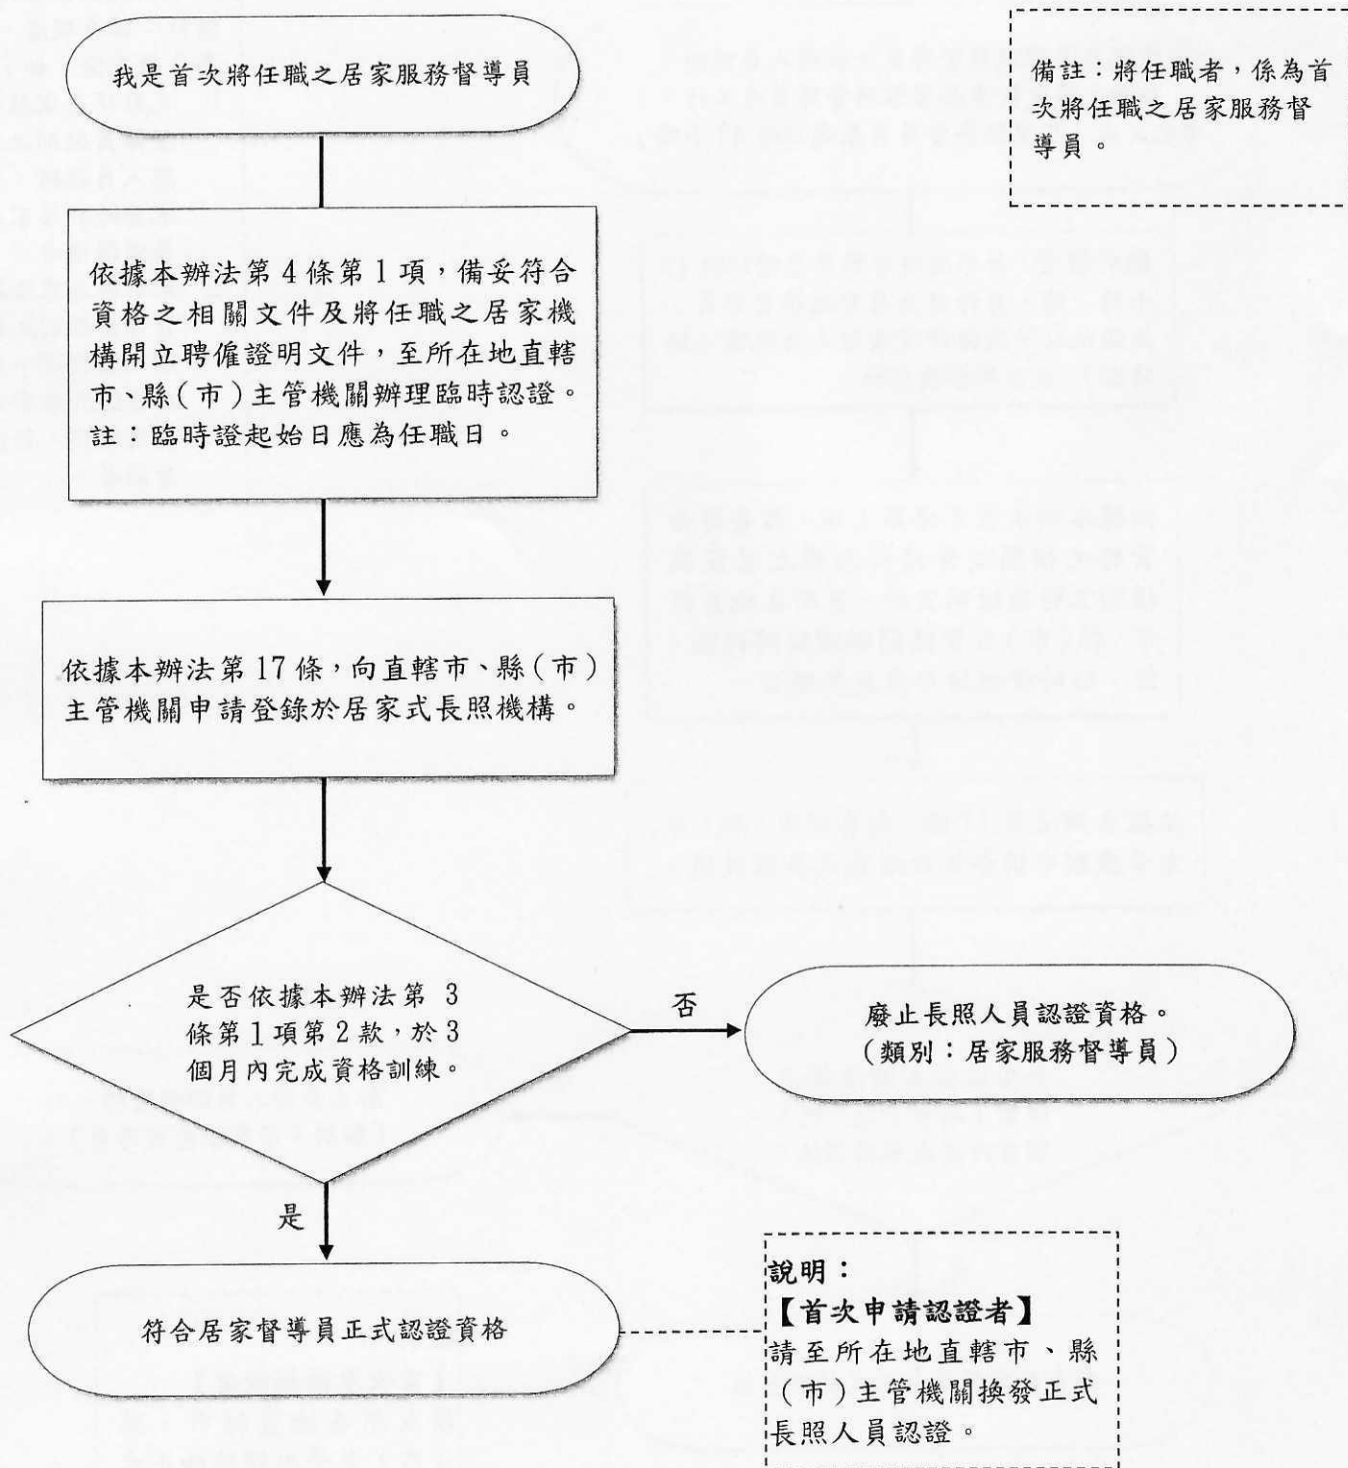 我是首次將任職之居家服務督導員
備註：將任職者，係為首
次將任職之居家服務督
導員。
依據本辦法第4條第1項，備妥符合
資格之相關文件及將任職之居家機
構開立聘僱證明文件，至所在地直轄
市、縣(市)主管機關辦理臨時認證。
註：臨時證起始日應為任職日。
依據本辦法第17條，向直轄市、縣(市)
主管機關申請登錄於居家式長照機構。
是否依據本辦法第 3
條第1項第2款，於3
個月內完成資格訓練。
否
廢止長照人員認證資格。
(類別：居家服務督導員)
是
符合居家督導員正式認證資格
說明：
【首次申請認證者】
請至所在地直轄市、縣
(市)主管機關換發正式
長照人員認證。